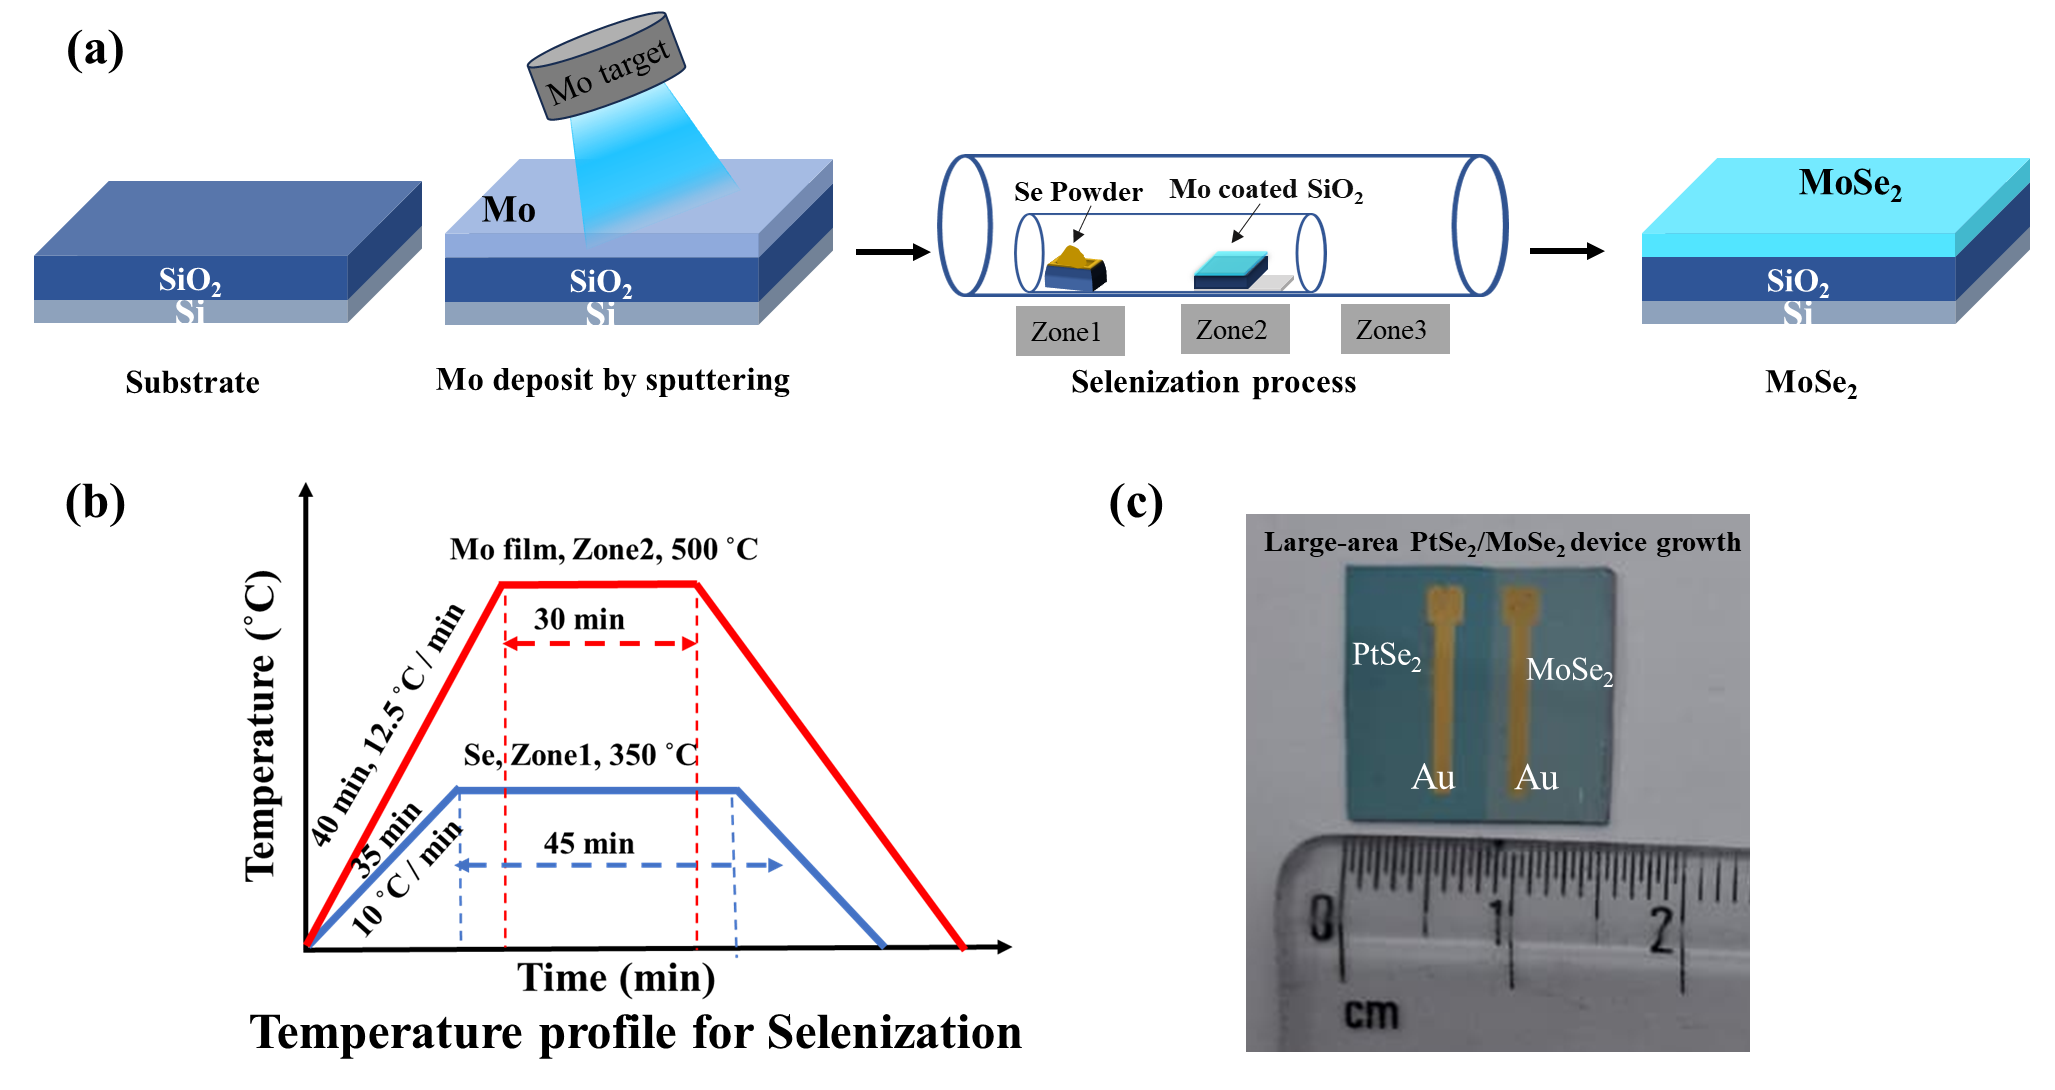 (a)
Mo target
Mo
SiO₂
Si
SiO₂
Si
Se Powder
Mo coated SiO₂
Zone1
Zone2
Zone3
MoSe₂
SiO₂
Si
Substrate
Mo deposit by sputtering
Selenization process
MoSe₂
(b)
Temperature (˚C)
Mo film, Zone2, 500 ˚C
30 min
40 min, 12.5 ˚C / min
Se, Zone1, 350 ˚C
35 min
10 ˚C / min
45 min
Time (min)
Temperature profile for Selenization
(c)
Large-area PtSe₂/MoSe₂ device growth
PtSe₂
MoSe₂
Au
Au
0 1 2
cm